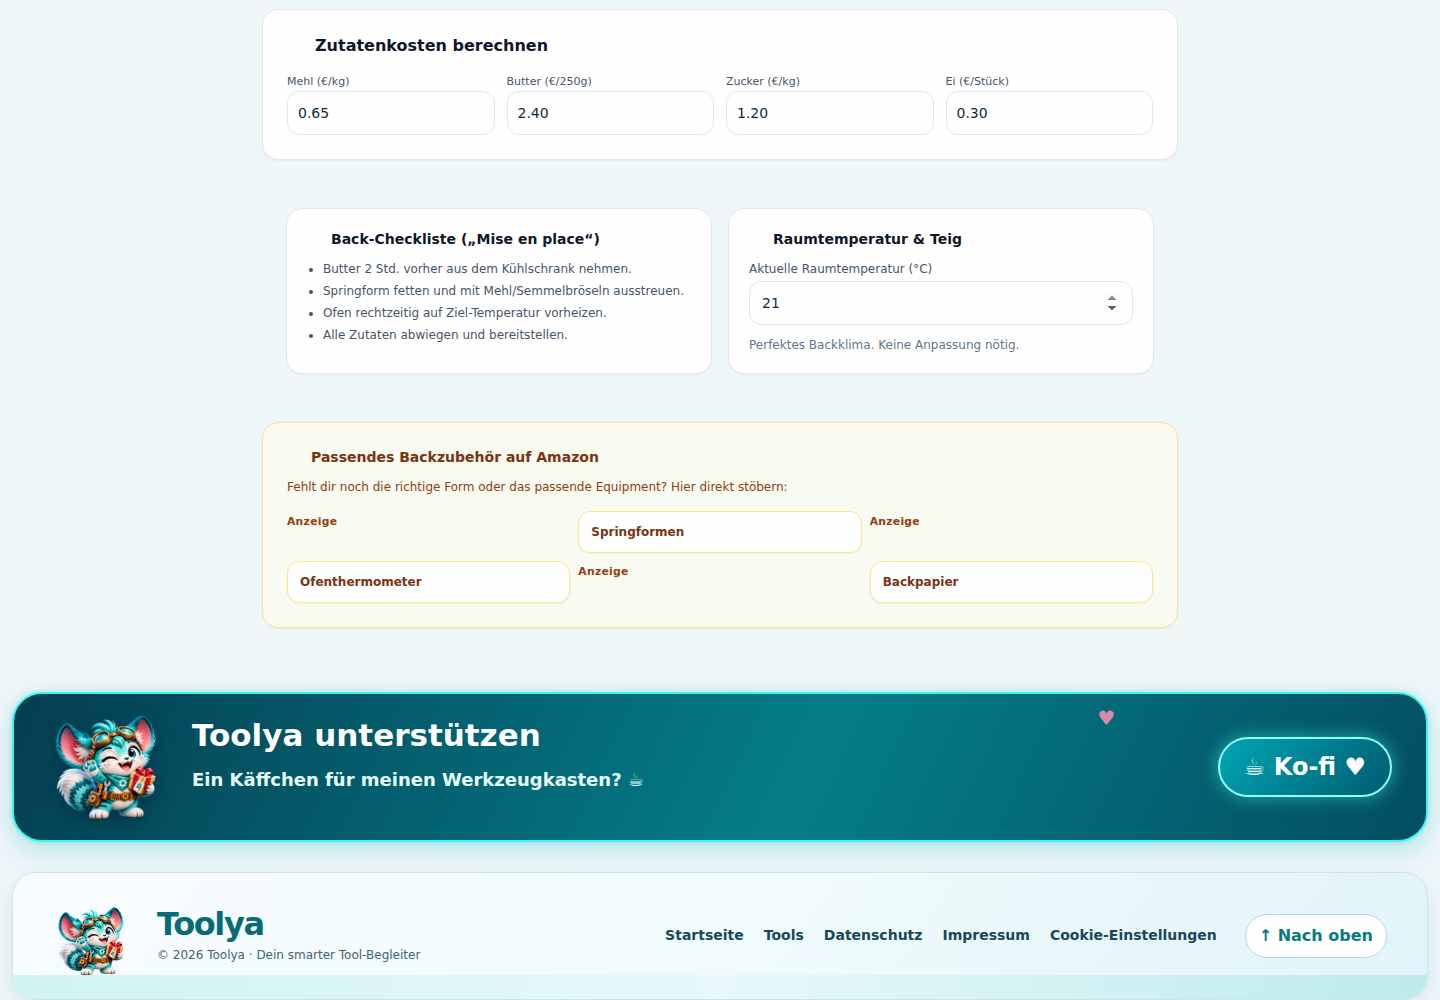 Zutatenkosten berechnen
Mehl (€/kg)
Butter (€/250g)
Zucker (€/kg)
Ei (€/Stück)
0.65
2.40
1.20
0.30
Back-Checkliste („Mise en place“)
Butter 2 Std. vorher aus dem Kühlschrank nehmen.
Springform fetten und mit Mehl/Semmelbröseln ausstreuen.
Ofen rechtzeitig auf Ziel-Temperatur vorheizen.
Alle Zutaten abwiegen und bereitstellen.
Raumtemperatur & Teig
Aktuelle Raumtemperatur (°C)
21
Perfektes Backklima. Keine Anpassung nötig.
Passendes Backzubehör auf Amazon
Fehlt dir noch die richtige Form oder das passende Equipment? Hier direkt stöbern:
Anzeige
Springformen
Anzeige
Ofenthermometer
Anzeige
Backpapier
Toolya unterstützen
Ein Käffchen für meinen Werkzeugkasten? ☕
☕ Ko-fi ♥
Toolya
© 2026 Toolya · Dein smarter Tool-Begleiter
Startseite
Tools
Datenschutz
Impressum
Cookie-Einstellungen
↑ Nach oben